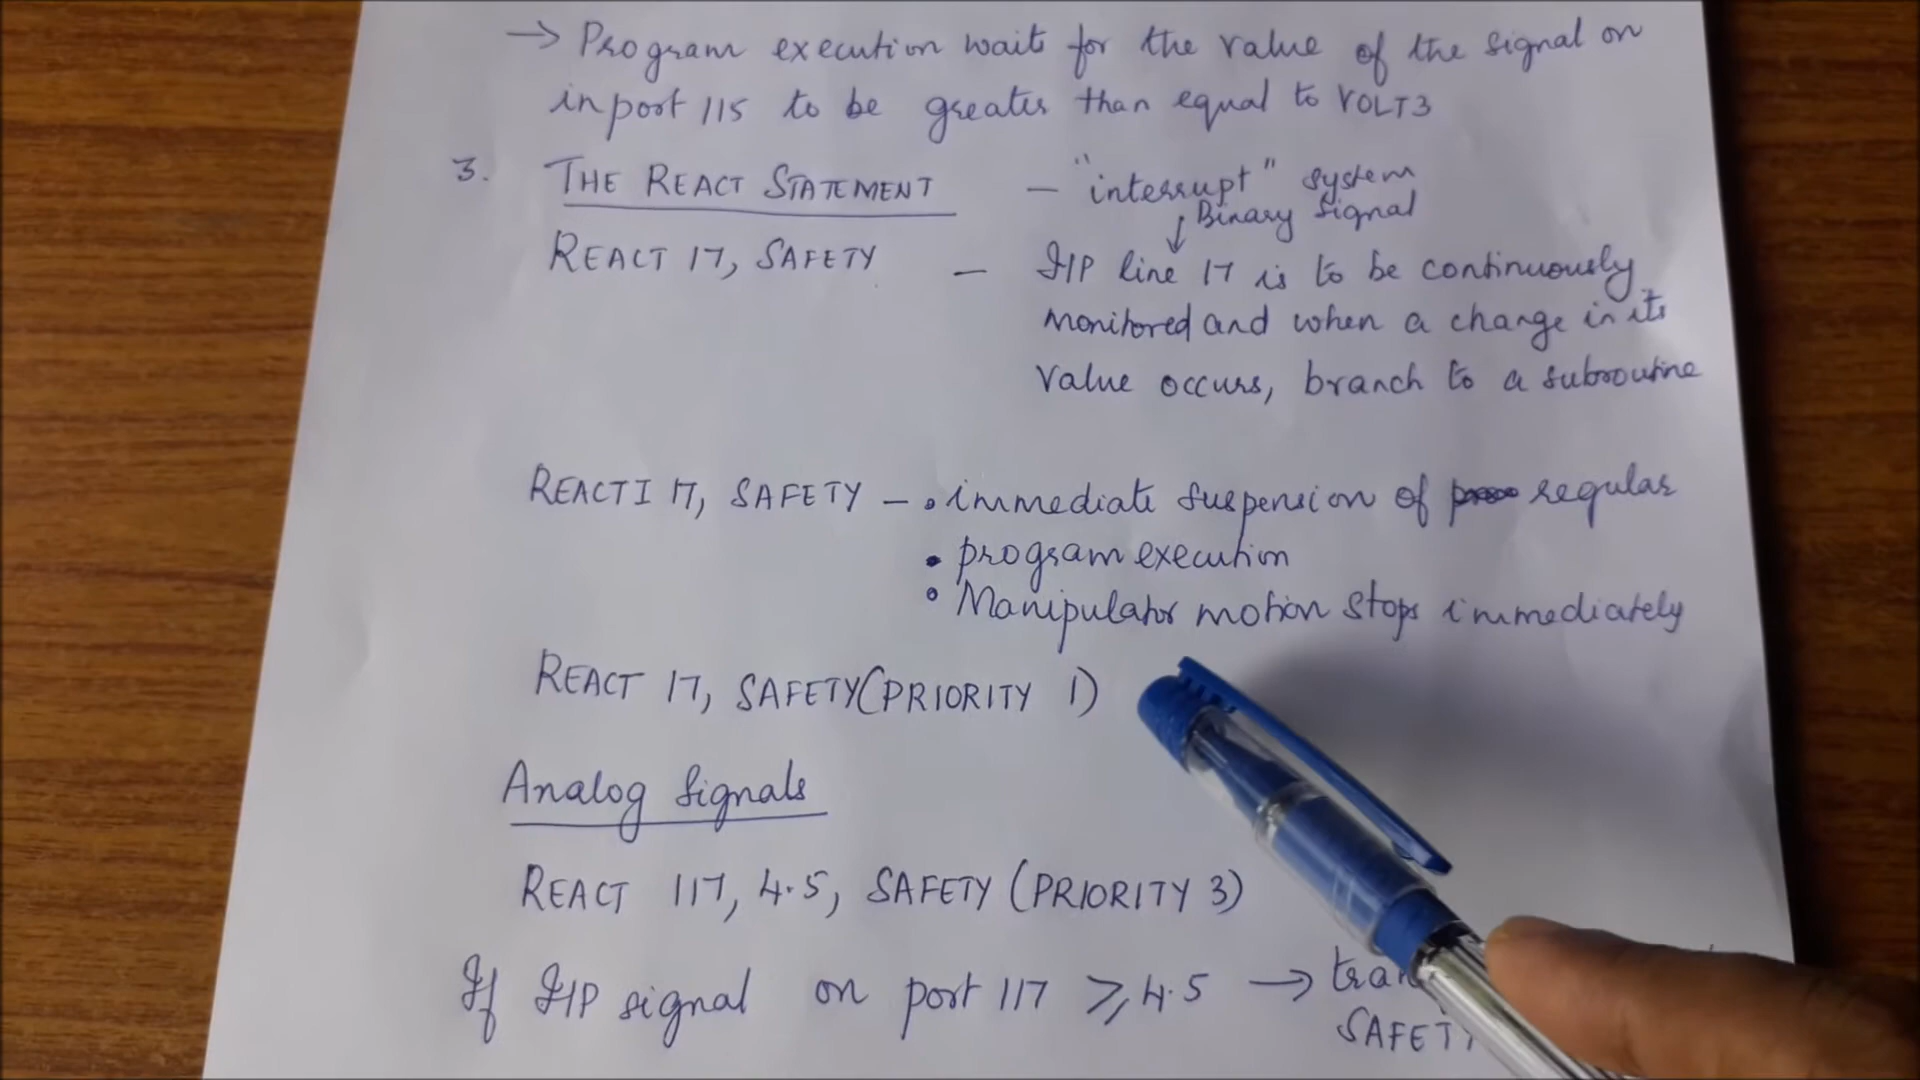 → Program execution waits for the value of the signal on
inport 115 to be greater than equal to VOLT3
3. THE REACT STATEMENT — "interrupt" system
↓ Binary Signal
REACT 17, SAFETY — I/P line 17 is to be continuously
monitored and when a change in its
value occurs, branch to a subroutine
REACTI 17, SAFETY — • immediate suspension of regular
• program execution
• Manipulator motion stops immediately
REACT 17, SAFETY (PRIORITY 1)
Analog Signals
REACT 117, 4.5, SAFETY (PRIORITY 3)
If I/P signal on port 117 ≥ 4.5 →
SAFETY